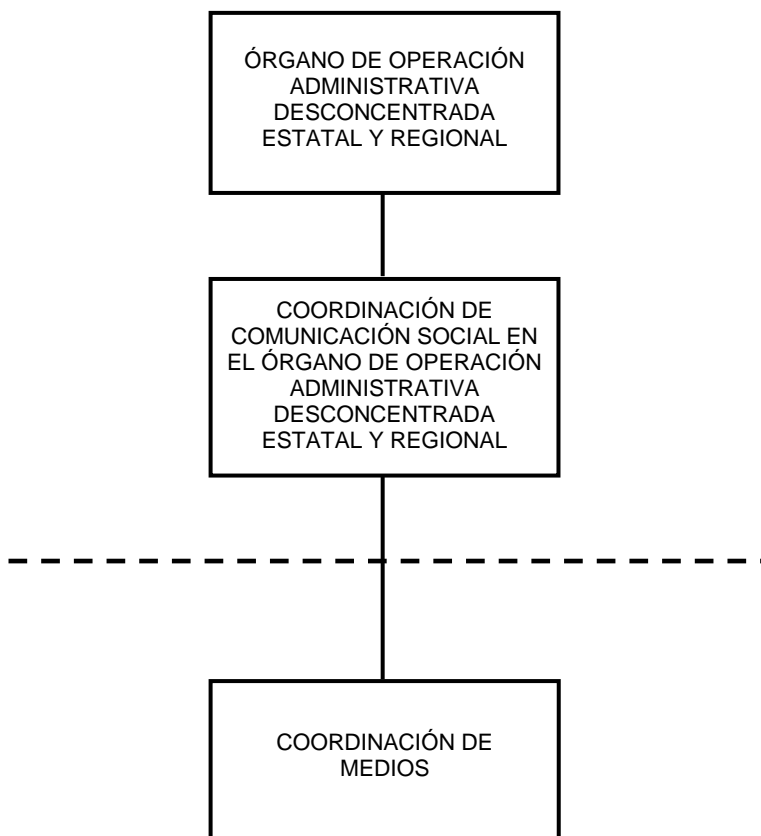 ÓRGANO DE OPERACIÓN
ADMINISTRATIVA
DESCONCENTRADA
ESTATAL Y REGIONAL
COORDINACIÓN DE
COMUNICACIÓN SOCIAL EN
EL ÓRGANO DE OPERACIÓN
ADMINISTRATIVA
DESCONCENTRADA
ESTATAL Y REGIONAL
COORDINACIÓN DE
MEDIOS